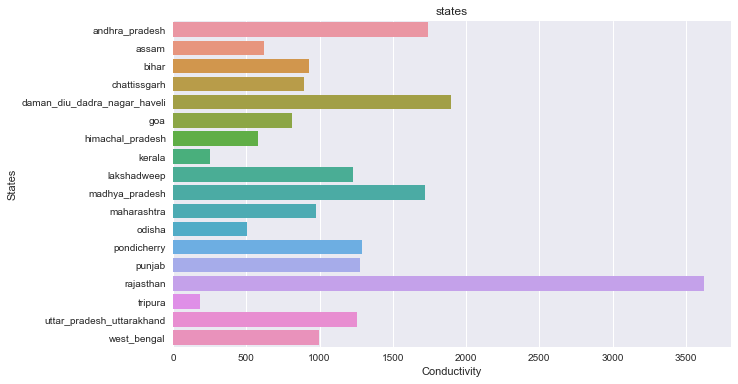 states
andhra_pradesh
assam
bihar
chattissgarh
daman_diu_dadra_nagar_haveli
goa
himachal_pradesh
kerala
lakshadweep
madhya_pradesh
maharashtra
odisha
pondicherry
punjab
rajasthan
tripura
uttar_pradesh_uttarakhand
west_bengal
States
0 500 1000 1500 2000 2500 3000 3500
Conductivity